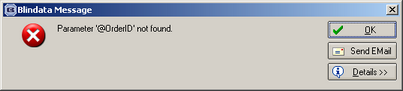 Blindata Message
Parameter '@OrderID' not found.
OK
Send EMail
Details >>